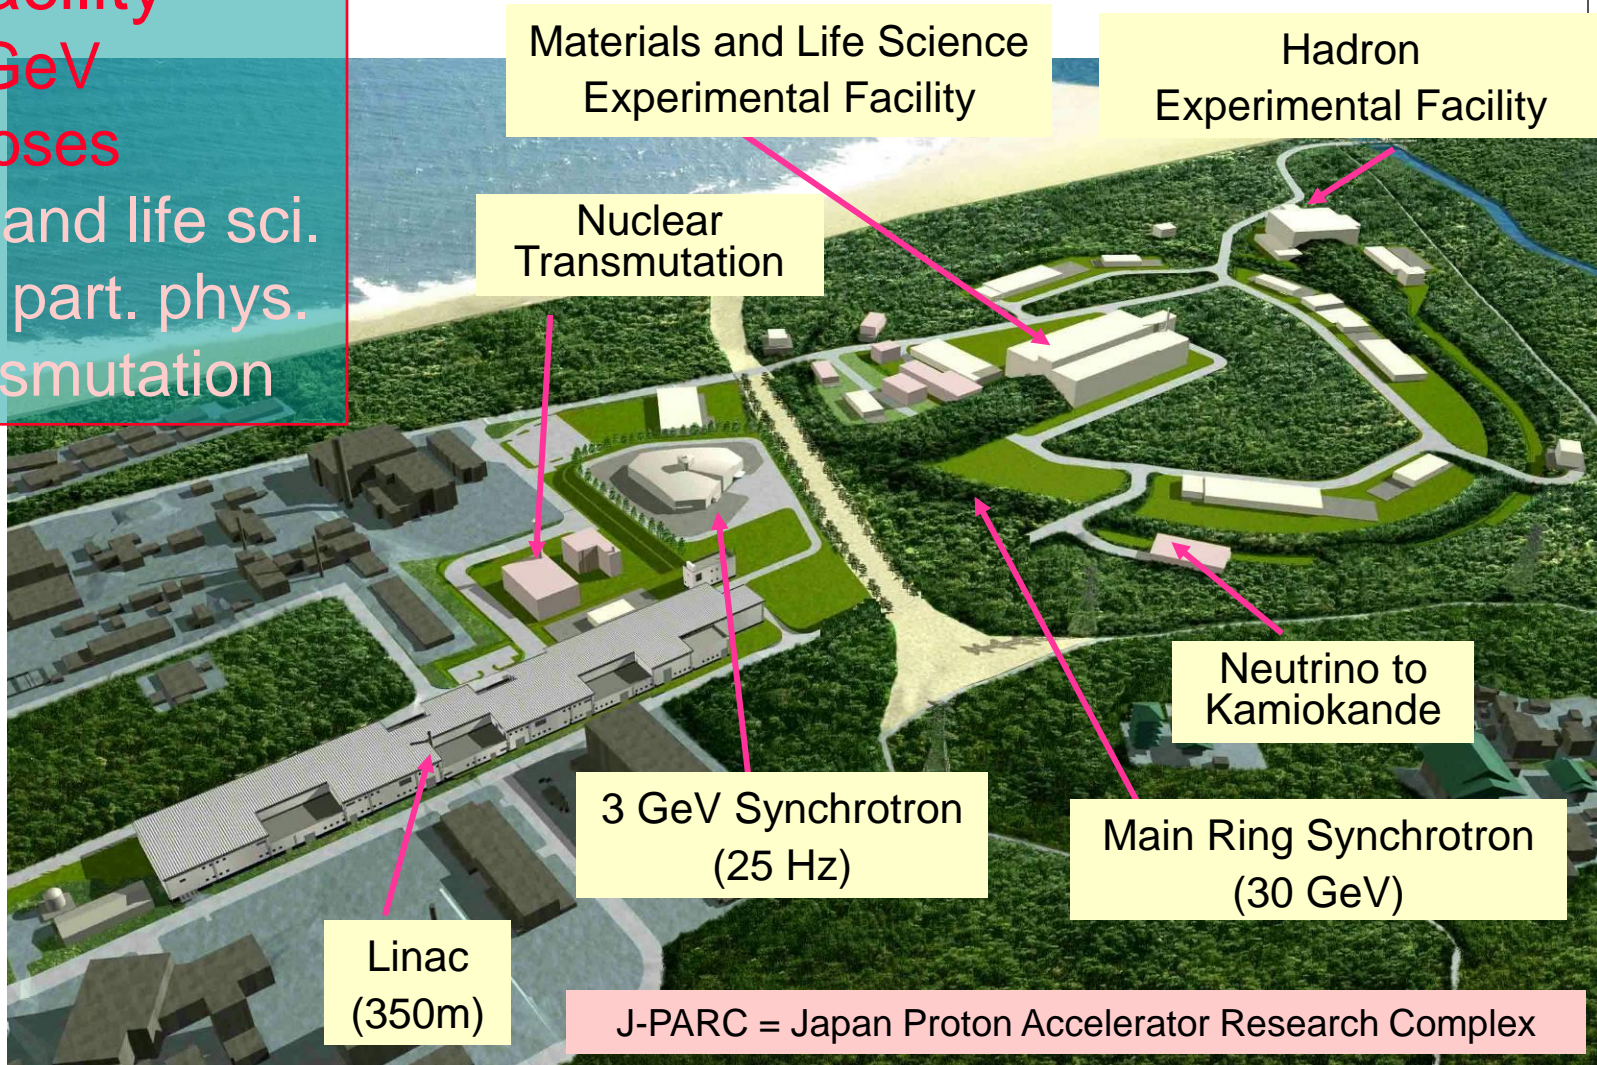 GeV
and life sci.
part. phys.
Materials and Life Science
Experimental Facility
Hadron
Experimental Facility
Nuclear
Transmutation
Neutrino to
Kamiokande
3 GeV Synchrotron
(25 Hz)
Main Ring Synchrotron
(30 GeV)
Linac
(350m)
J-PARC = Japan Proton Accelerator Research Complex